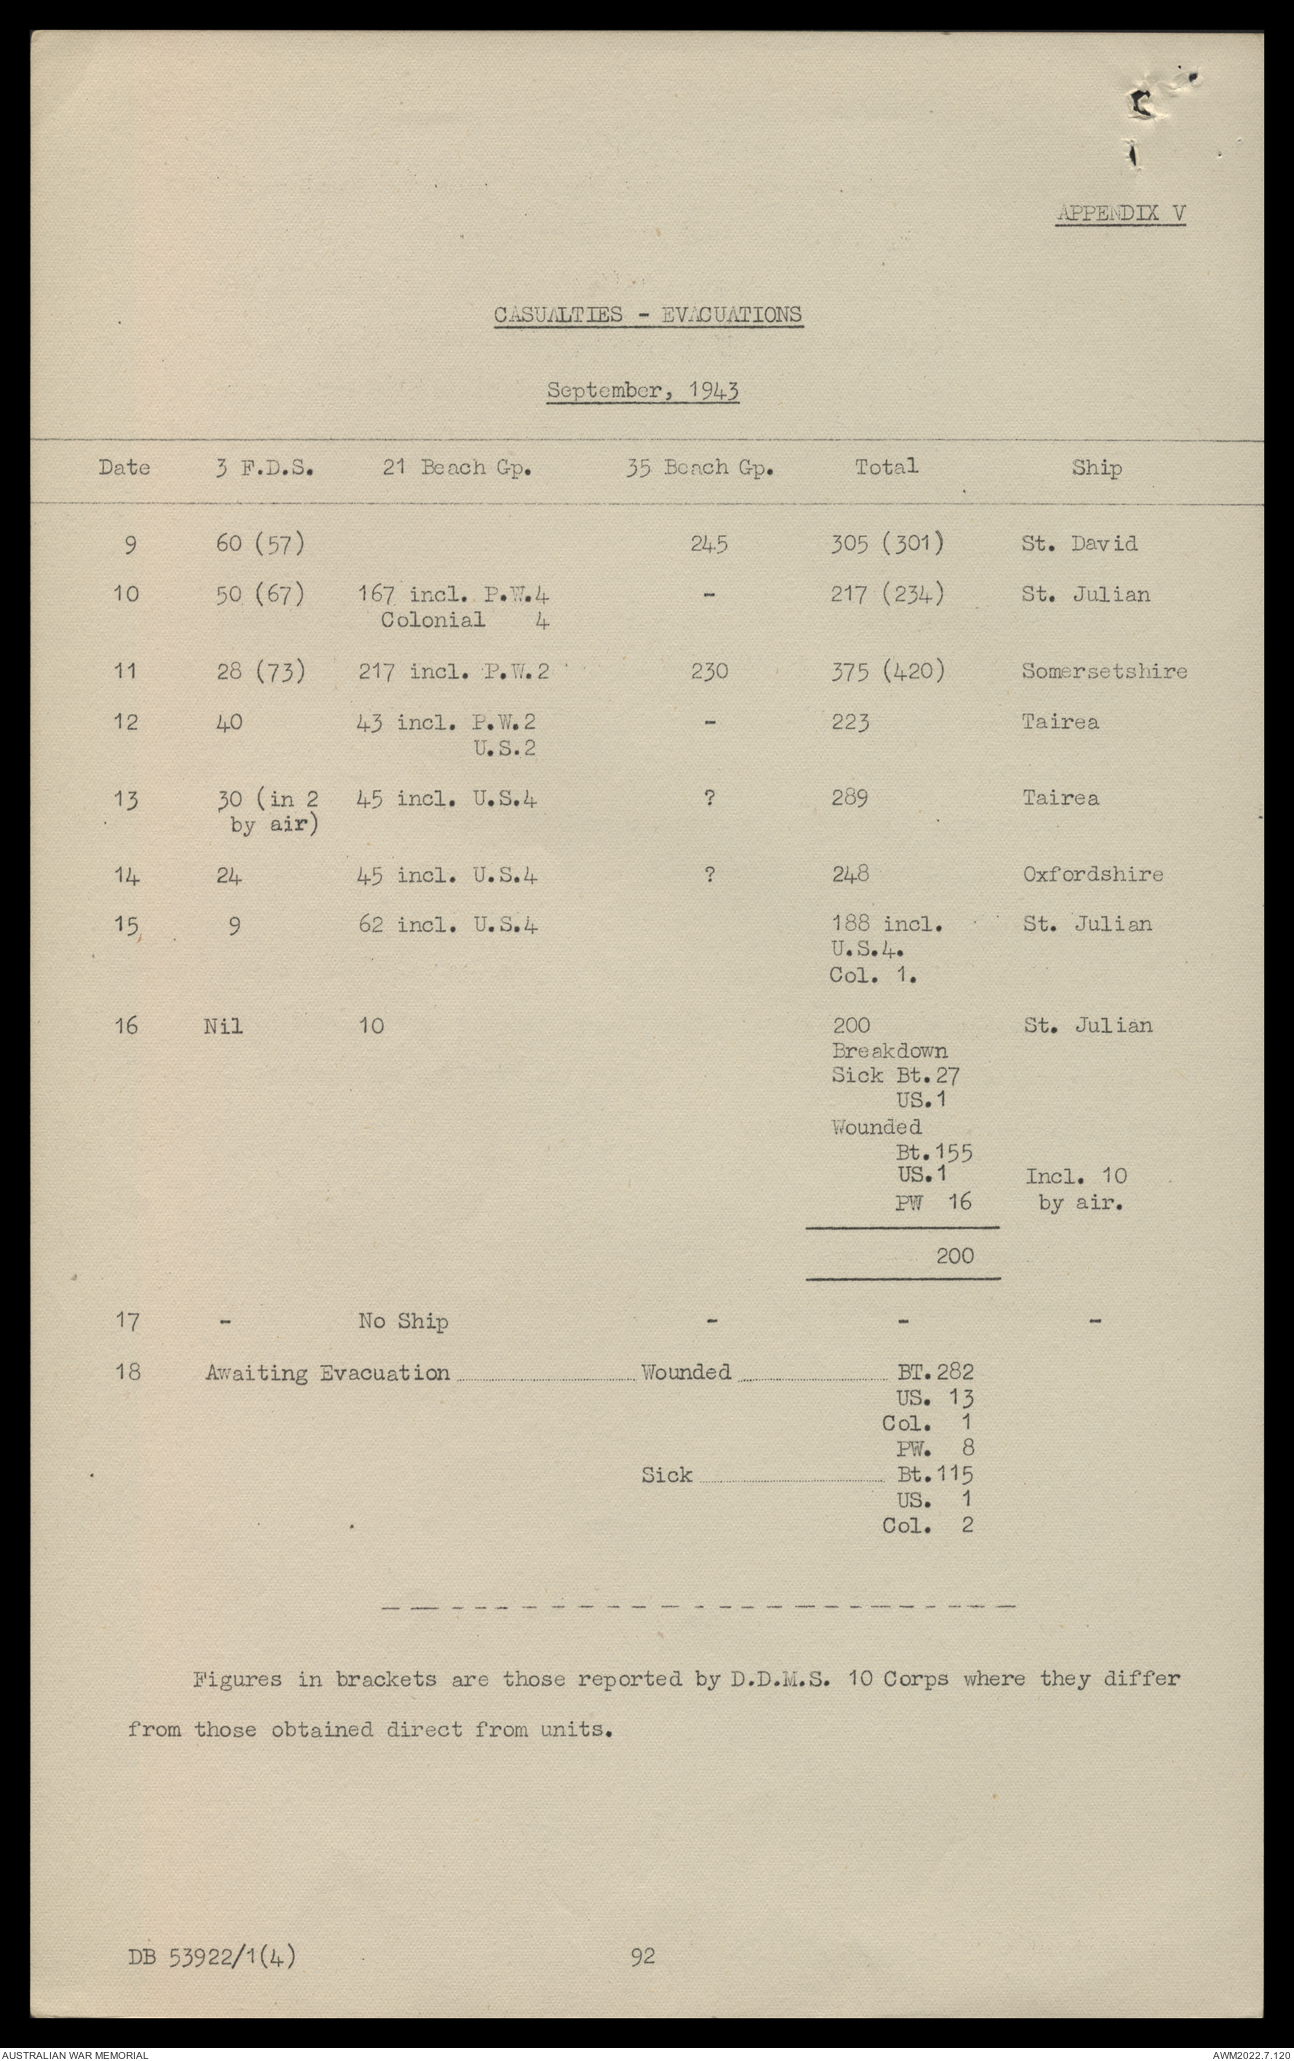 APPENDIX V
CASUALTIES - EVACUATIONS
September, 1943
Date 3 F.D.S. 21 Beach Gp. 35 Beach Gp. Total Ship
9 60 (57) 245 305 (301) St. David
10 50 (67) 167 incl. P.W.4 - 217 (234) St. Julian
Colonial 4
11 28 (73) 217 incl. P.W.2 230 375 (420) Somersetshire
12 40 43 incl. P.W.2 - 223 Tairea
U.S.2
13 30 (in 2 45 incl. U.S.4 ? 289 Tairea
by air)
14 24 45 incl. U.S.4 ? 248 Oxfordshire
15 9 62 incl. U.S.4 188 incl. St. Julian
U.S.4.
Col. 1.
16 Nil 10 200 St. Julian
Breakdown
Sick Bt.27
US.1
Wounded
Bt.155
US.1 Incl. 10
PW 16 by air.
200
17 - No Ship - - -
18 Awaiting Evacuation Wounded BT.282
US. 13
Col. 1
PW. 8
Sick Bt.115
US. 1
Col. 2
Figures in brackets are those reported by D.D.M.S. 10 Corps where they differ
from those obtained direct from units.
DB 53922/1(4) 92
AUSTRALIAN WAR MEMORIAL AWM2022.7.120